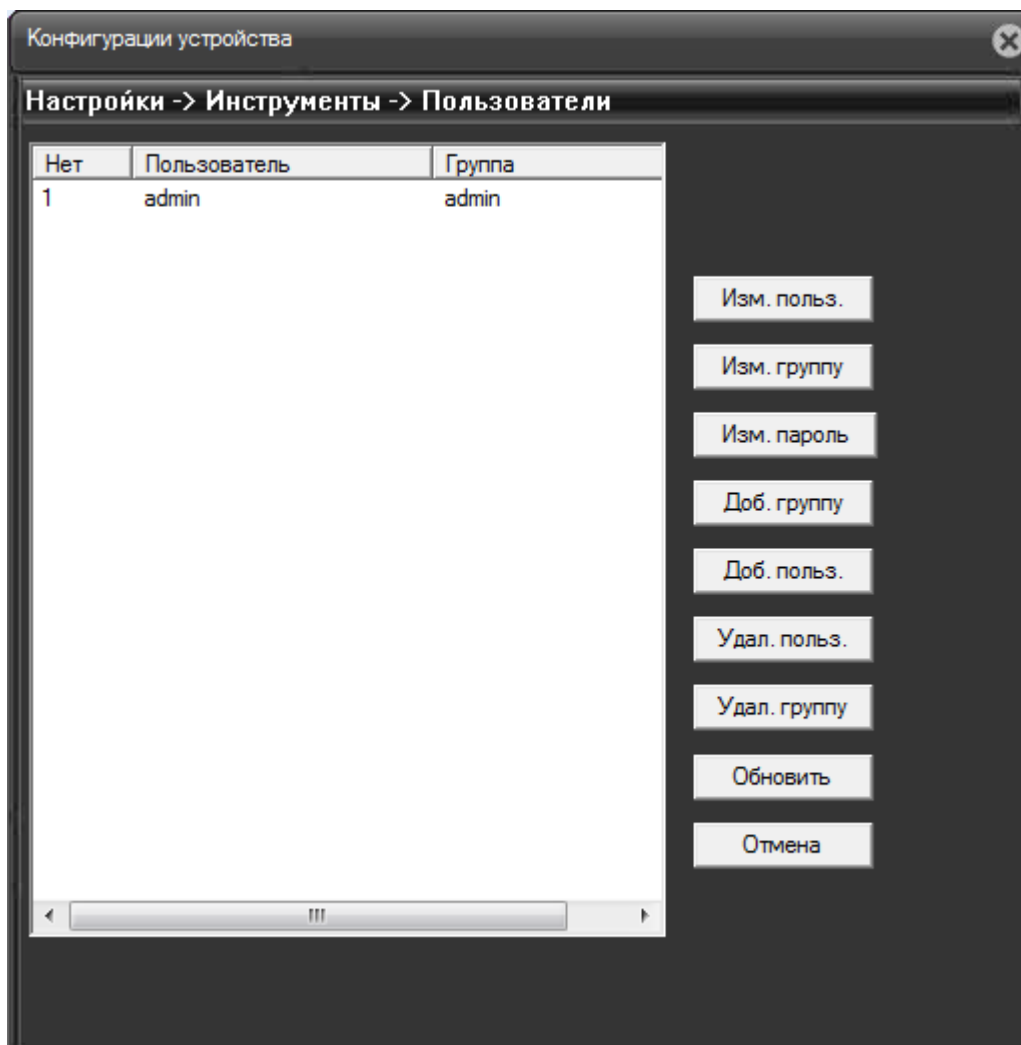 Конфигурации устройства
Настройки -> Инструменты -> Пользователи
Нет Пользователь Группа
1 admin admin
Изм. польз.
Изм. группу
Изм. пароль
Доб. группу
Доб. польз.
Удал. польз.
Удал. группу
Обновить
Отмена